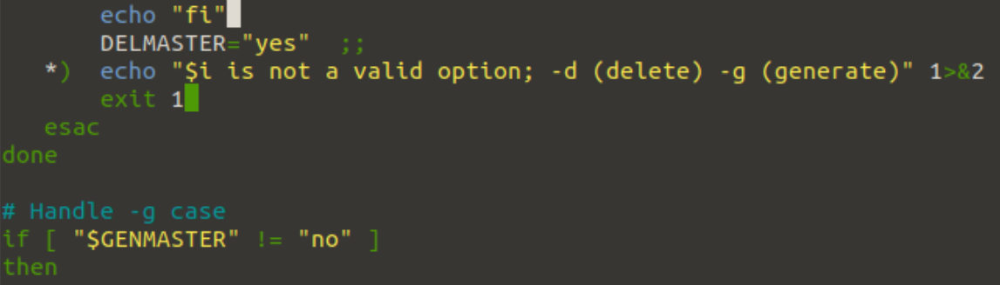 echo "fi"
DELMASTER="yes" ;;
*) echo "$i is not a valid option; -d (delete) -g (generate)" 1>&2
exit 1
esac
done
# Handle -g case
if [ "$GENMASTER" != "no" ]
then